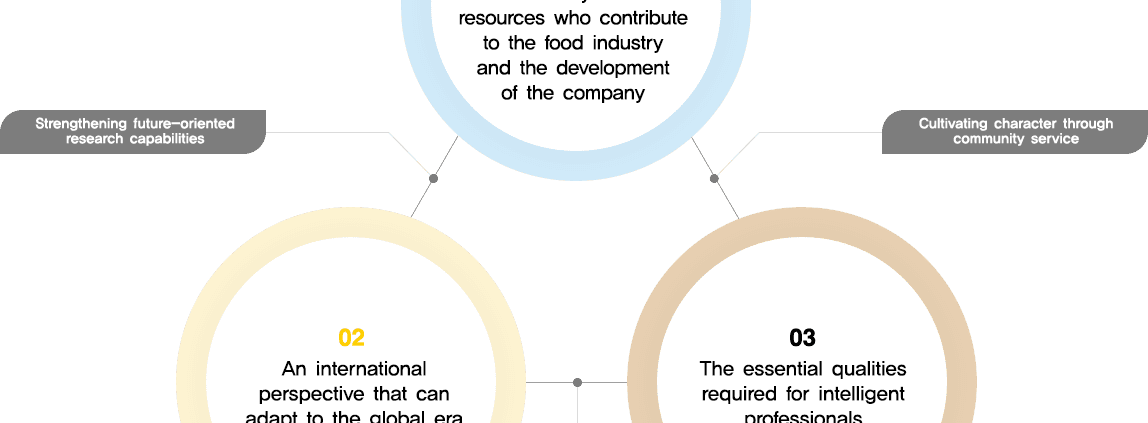 resources who contribute
to the food industry
and the development
of the company
Strengthening future-oriented
research capabilities
Cultivating character through
community service
02
An international
perspective that can
adapt to the global era
03
The essential qualities
required for intelligent
professionals